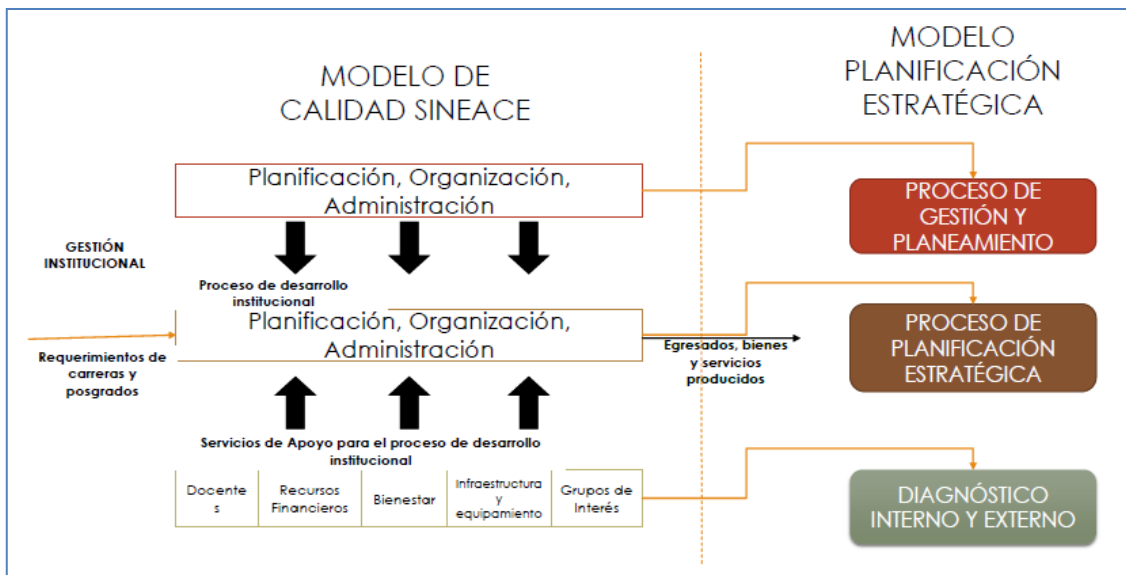 MODELO DE
CALIDAD SINEACE
MODELO
PLANIFICACIÓN
ESTRATÉGICA
Planificación, Organización,
Administración
PROCESO DE
GESTIÓN Y
PLANEAMIENTO
GESTIÓN
INSTITUCIONAL
Proceso de desarrollo
institucional
Planificación, Organización,
Administración
PROCESO DE
PLANIFICACIÓN
ESTRATÉGICA
Requerimientos de
carreras y
posgrados
Egresados, bienes
y servicios
producidos
Servicios de Apoyo para el proceso de desarrollo
institucional
Docente
s
Recursos
Financieros
Bienestar
Infraestructura
y
equipamiento
Grupos de
Interés
DIAGNÓSTICO
INTERNO Y EXTERNO